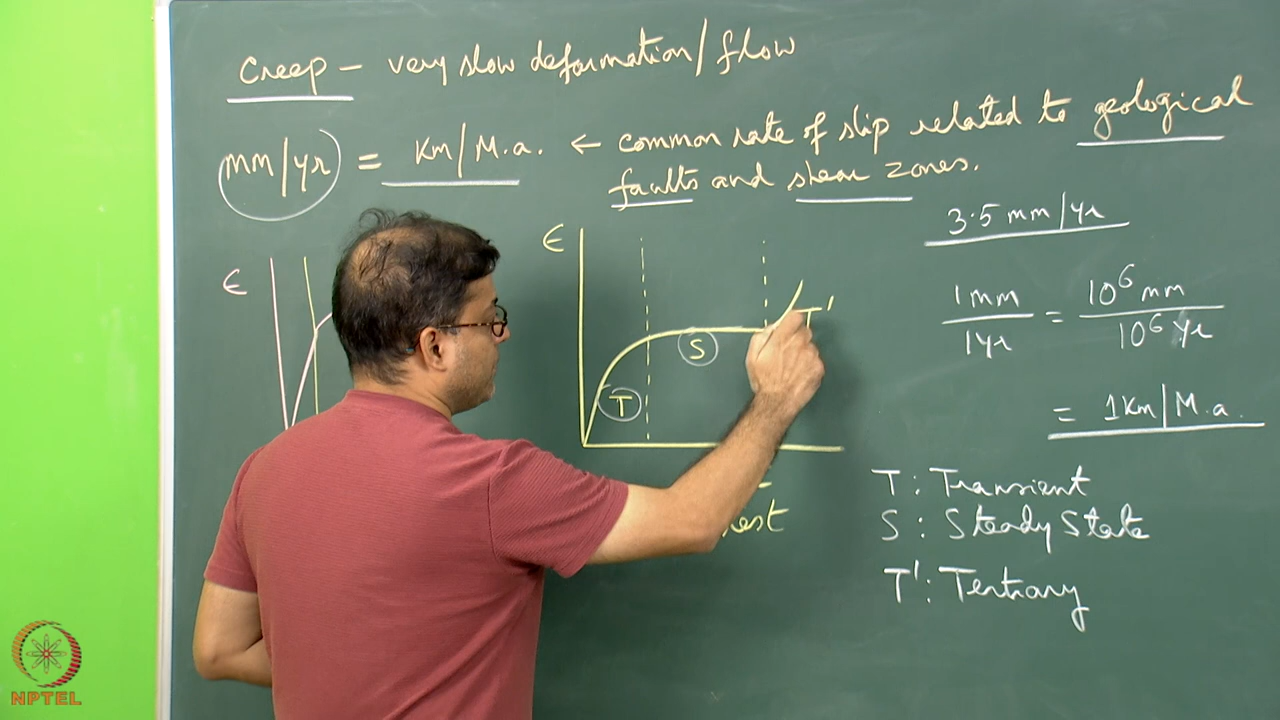 Creep – very slow deformation/flow
mm/yr = Km/M.a. ← common rate of slip related to geological
faults and shear zones.
3.5 mm/yr
ϵ
ϵ
1mm/1yr = 10⁶ mm/10⁶ yr
= 1Km/M.a.
T
S
T'
T : Transient
S : Steady State
T' : Tertiary
NPTEL